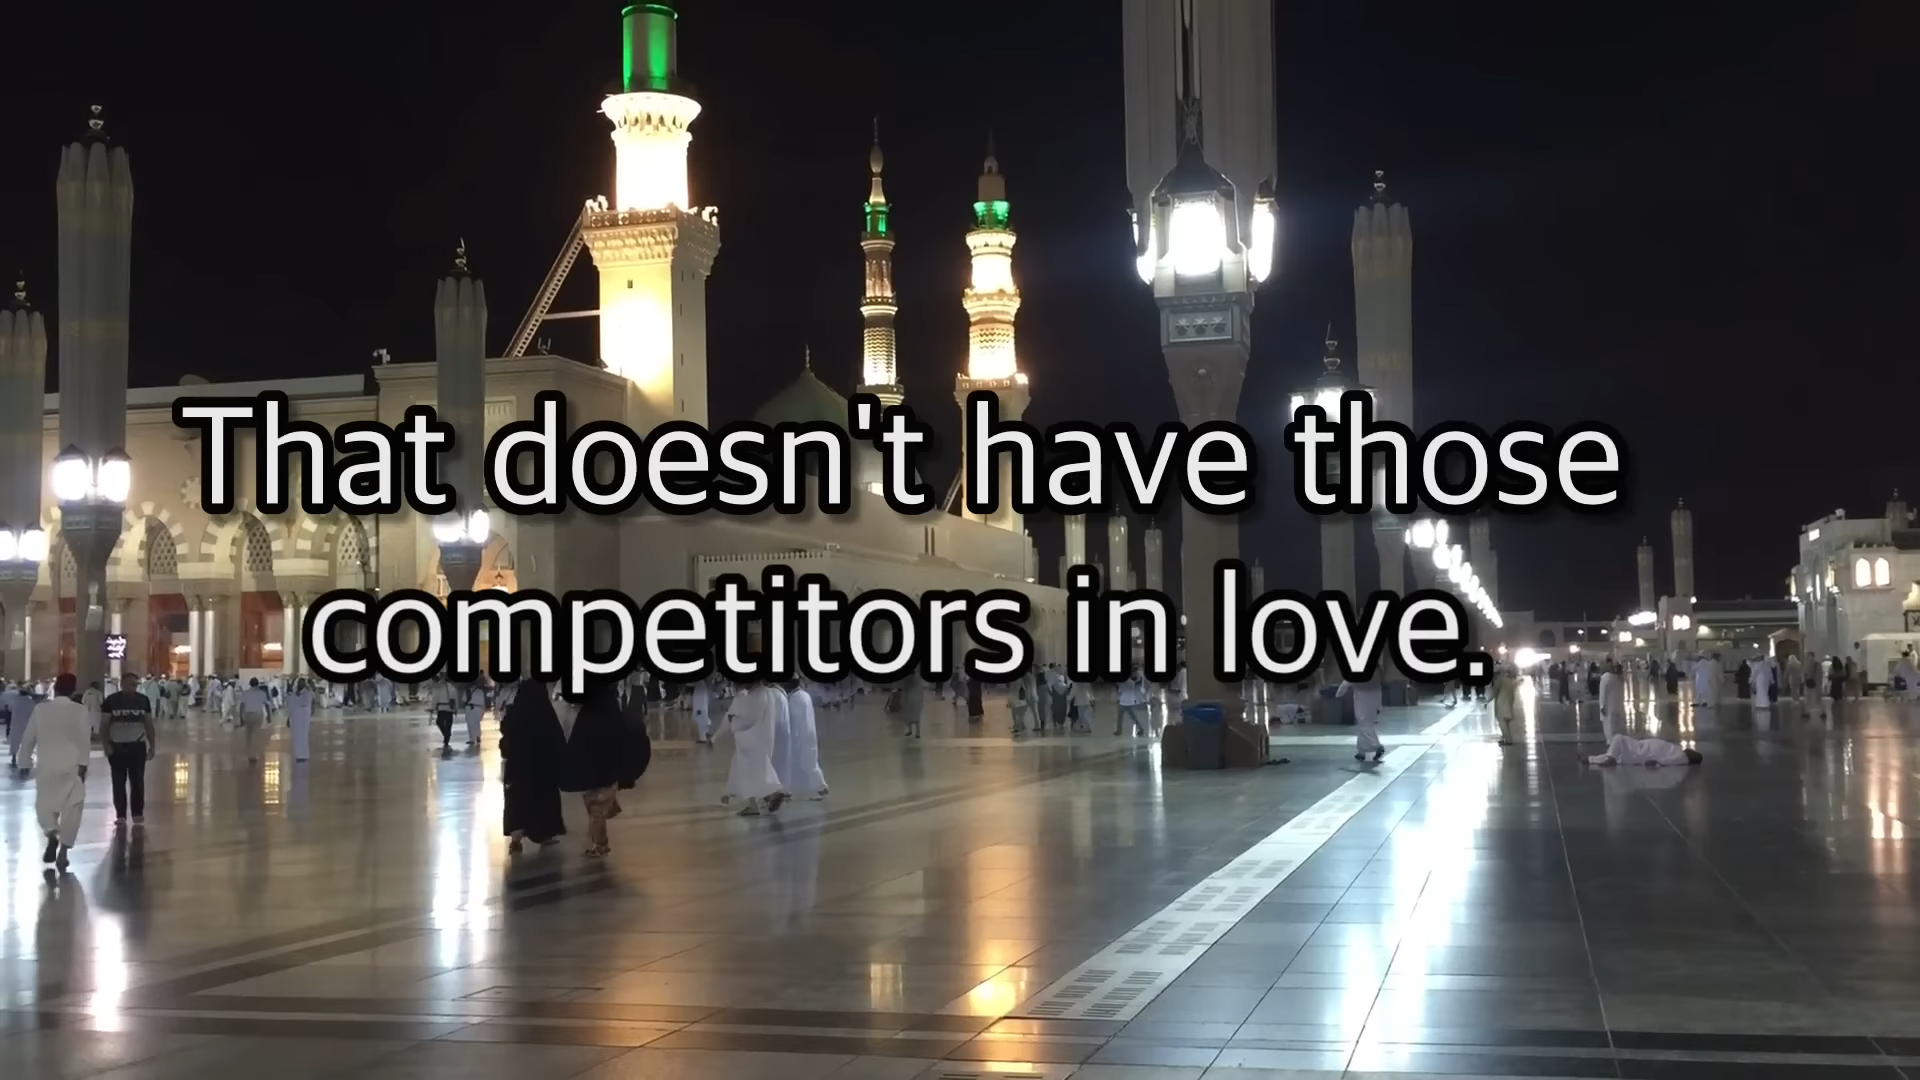 That doesn't have those
competitors in love.